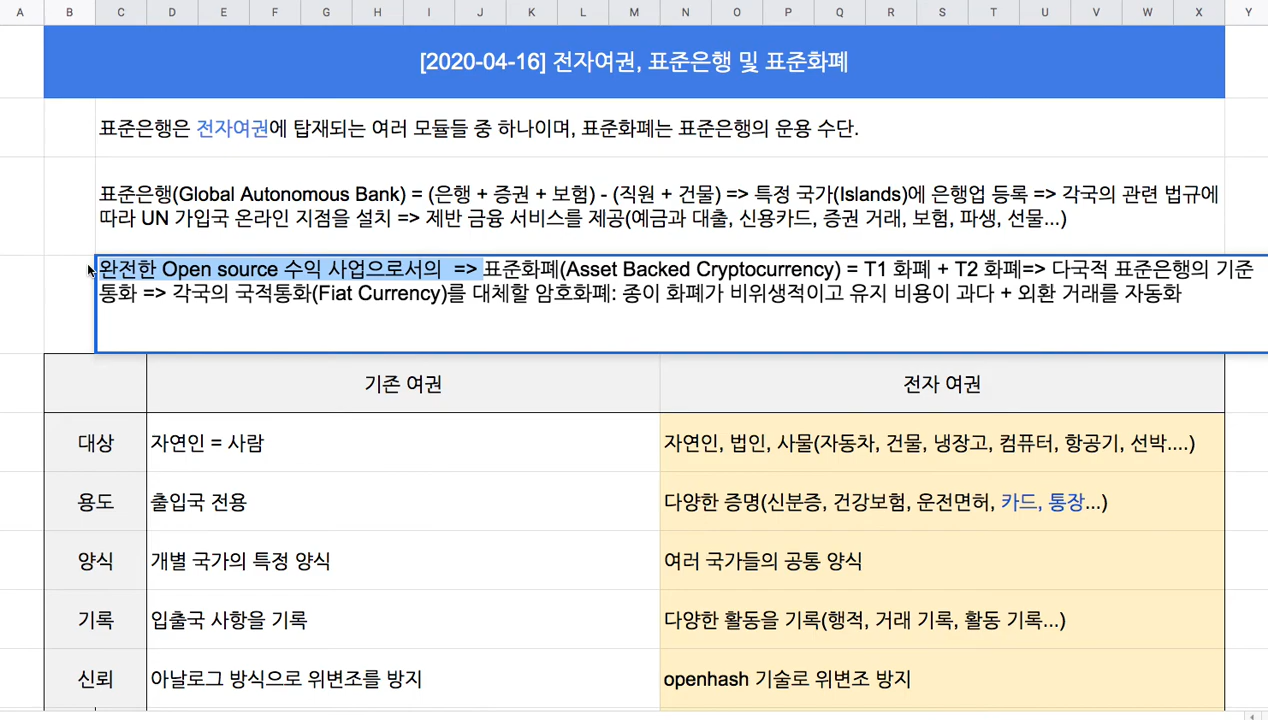 A B C D E F G H I J K L M N O P Q R S T U V W X Y
[2020-04-16] 전자여권, 표준은행 및 표준화폐
표준은행은 전자여권에 탑재되는 여러 모듈들 중 하나이며, 표준화폐는 표준은행의 운용 수단.
표준은행(Global Autonomous Bank) = (은행 + 증권 + 보험) - (직원 + 건물) => 특정 국가(Islands)에 은행업 등록 => 각국의 관련 법규에
따라 UN 가입국 온라인 지점을 설치 => 제반 금융 서비스를 제공(예금과 대출, 신용카드, 증권 거래, 보험, 파생, 선물...)
완전한 Open source 수익 사업으로서의  => 표준화폐(Asset Backed Cryptocurrency) = T1 화폐 + T2 화폐=> 다국적 표준은행의 기준
통화 => 각국의 국적통화(Fiat Currency)를 대체할 암호화폐: 종이 화폐가 비위생적이고 유지 비용이 과다 + 외환 거래를 자동화
기존 여권 전자 여권
대상 자연인 = 사람 자연인, 법인, 사물(자동차, 건물, 냉장고, 컴퓨터, 항공기, 선박....)
용도 출입국 전용 다양한 증명(신분증, 건강보험, 운전면허, 카드, 통장...)
양식 개별 국가의 특정 양식 여러 국가들의 공통 양식
기록 입출국 사항을 기록 다양한 활동을 기록(행적, 거래 기록, 활동 기록...)
신뢰 아날로그 방식으로 위변조를 방지 openhash 기술로 위변조 방지